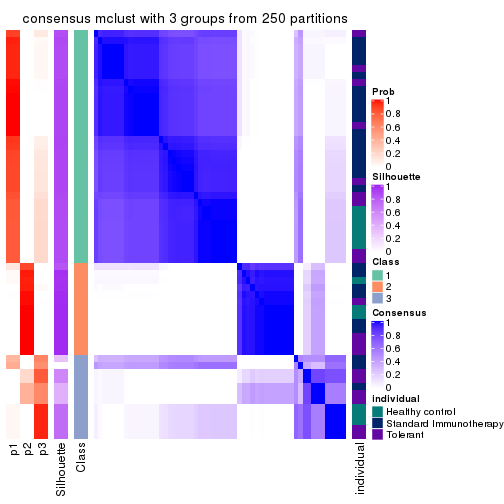 consensus mclust with 3 groups from 250 partitions
Prob
1
0.8
0.6
0.4
0.2
0
Silhouette
1
0.8
0.6
0.4
0.2
0
Class
1
2
3
Consensus
1
0.8
0.6
0.4
0.2
0
individual
Healthy control
Standard Immunotherapy
Tolerant
p1
p2
p3
Silhouette
Class
individual